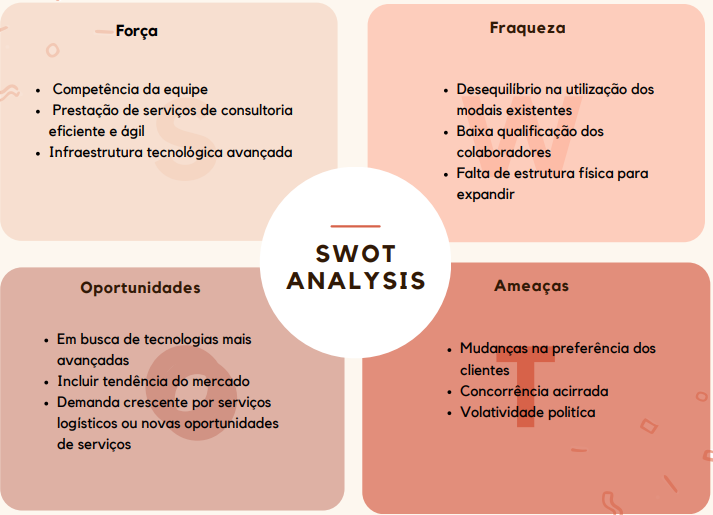 Força
• Competência da equipe
• Prestação de serviços de consultoria
eficiente e ágil
• Infraestrutura tecnológica avançada
S
Fraqueza
• Desequilíbrio na utilização dos
modais existentes
• Baixa qualificação dos
colaboradores
• Falta de estrutura física para
expandir
W
SWOT
ANALYSIS
Oportunidades
• Em busca de tecnologias mais
avançadas
• Incluir tendência do mercado
• Demanda crescente por serviços
logísticos ou novas oportunidades
de serviços
O
Ameaças
• Mudanças na preferência dos
clientes
• Concorrência acirrada
• Volatividade politíca
T